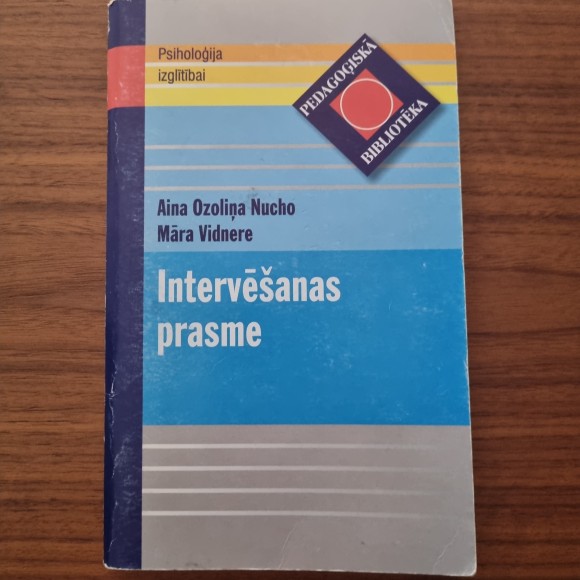 Psiholoģija
izglītībai
PEDAGOĢISKĀ
BIBLIOTĒKA
Aina Ozoliņa Nucho
Māra Vidnere
Intervēšanas
prasme